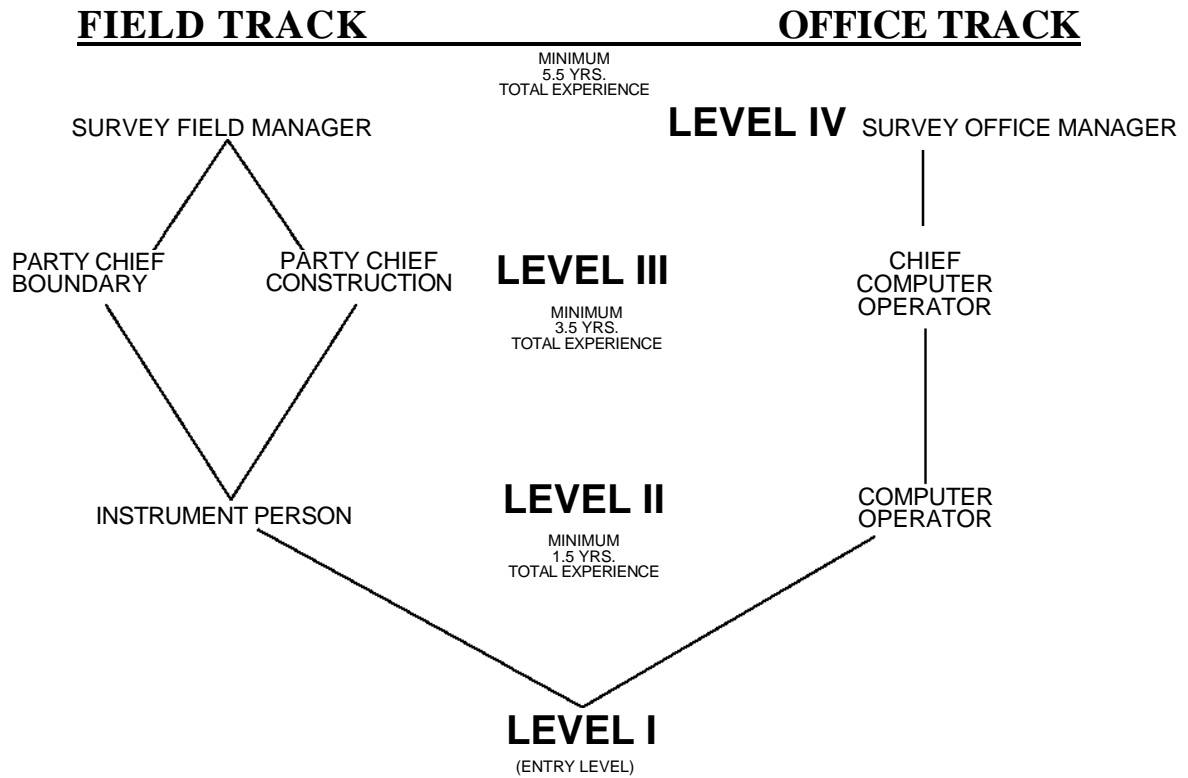 FIELD TRACK OFFICE TRACK
MINIMUM
5.5 YRS.
TOTAL EXPERIENCE
SURVEY FIELD MANAGER
LEVEL IV SURVEY OFFICE MANAGER
PARTY CHIEF
BOUNDARY
PARTY CHIEF
CONSTRUCTION
LEVEL III
MINIMUM
3.5 YRS.
TOTAL EXPERIENCE
CHIEF
COMPUTER
OPERATOR
INSTRUMENT PERSON
LEVEL II
MINIMUM
1.5 YRS.
TOTAL EXPERIENCE
COMPUTER
OPERATOR
LEVEL I
(ENTRY LEVEL)